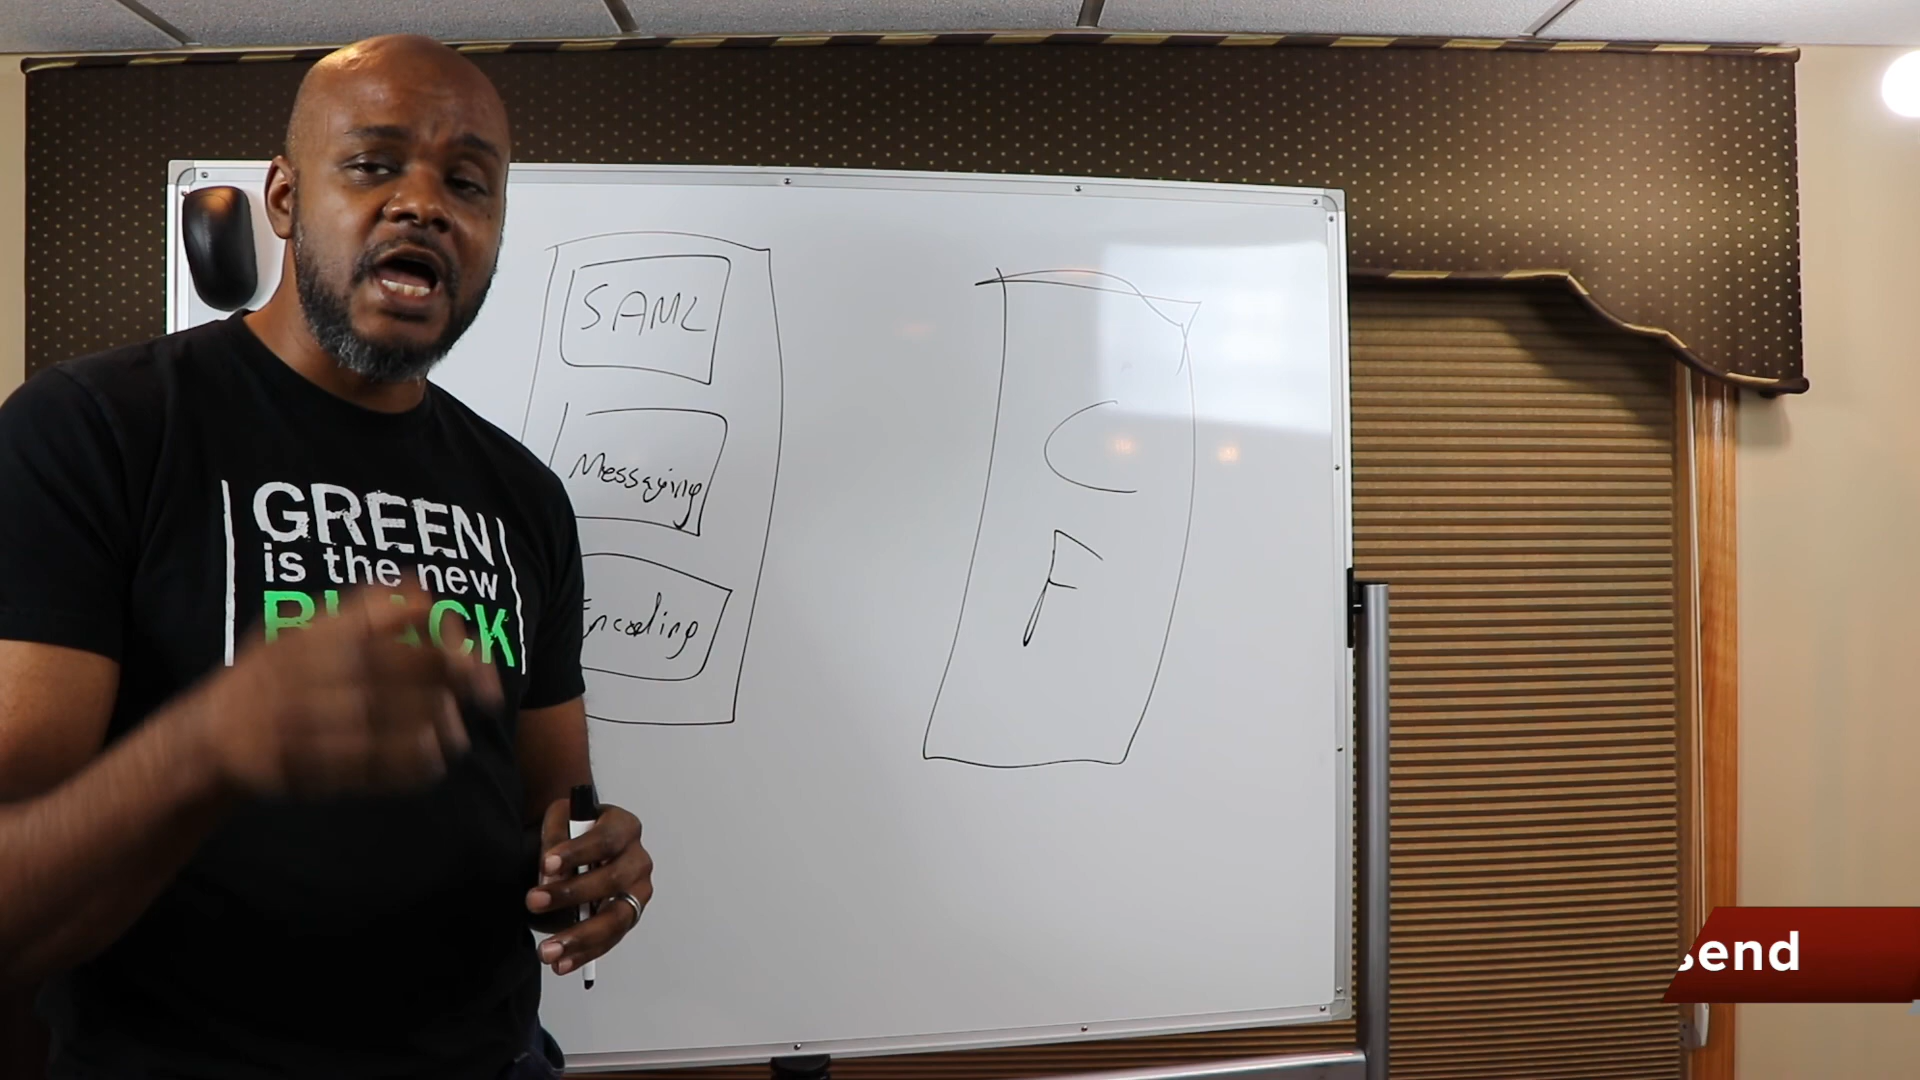 SAML
Messaging
Encoding
C
F
GREEN
is the new
BLACK
send